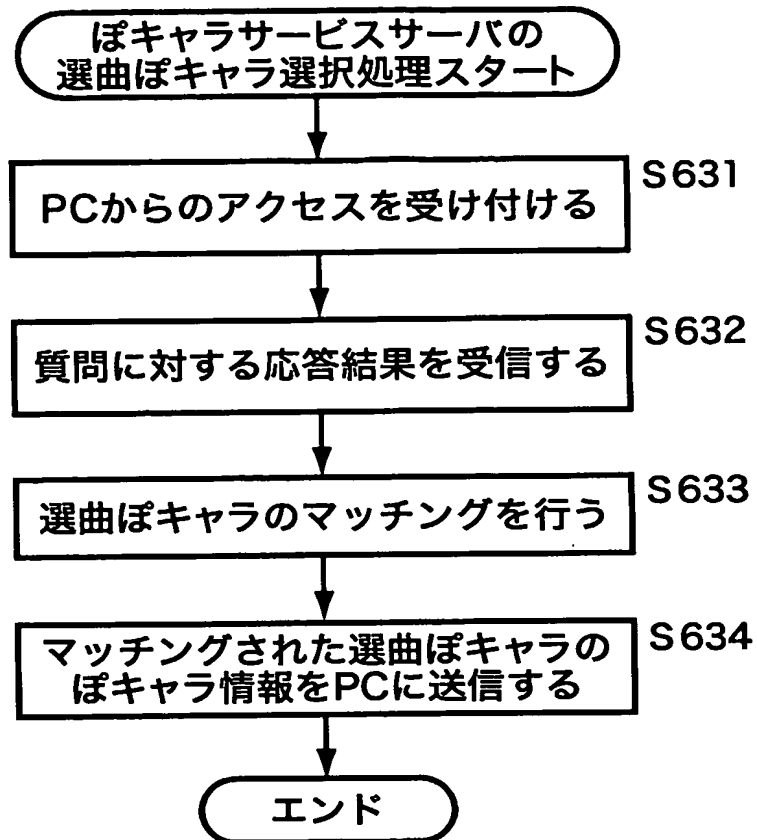 ぽキャラサービスサーバの
選曲ぽキャラ選択処理スタート
S631
PCからのアクセスを受け付ける
S632
質問に対する応答結果を受信する
S633
選曲ぽキャラのマッチングを行う
S634
マッチングされた選曲ぽキャラの
ぽキャラ情報をPCに送信する
エンド